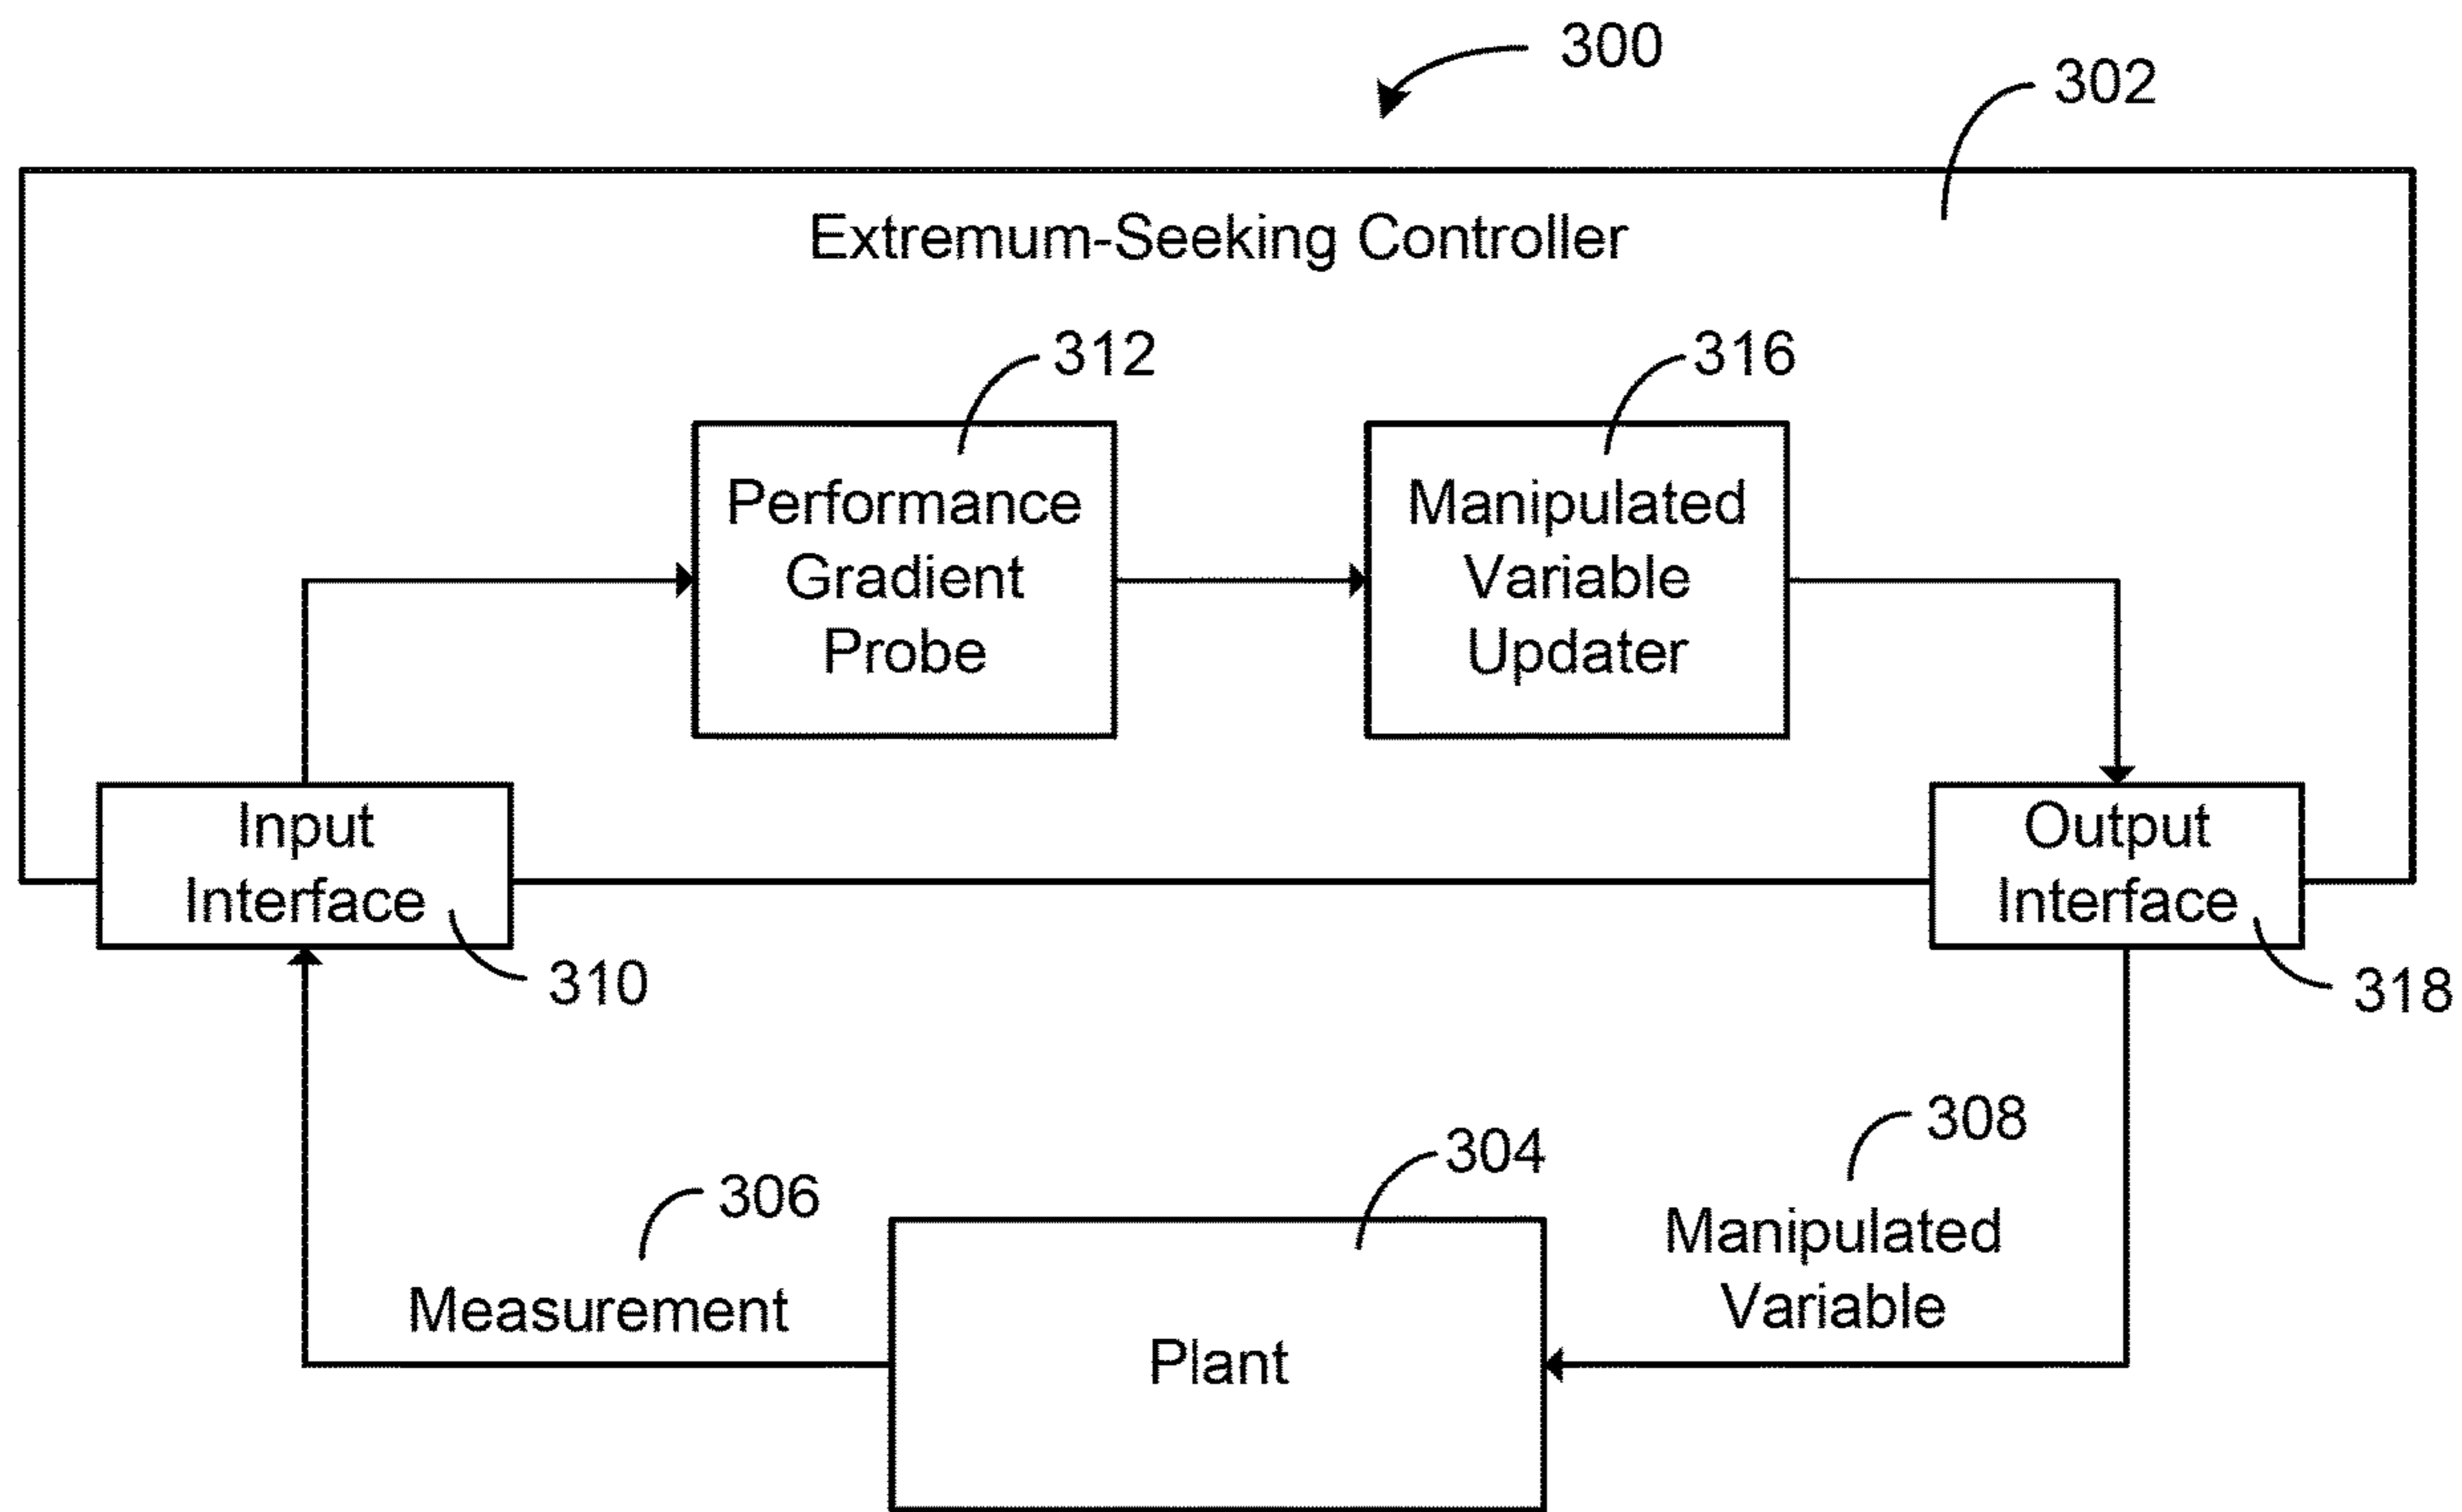 300
302
Extremum-Seeking Controller
312
316
Performance
Gradient
Probe
Manipulated
Variable
Updater
Input
Interface
310
Output
Interface
318
306
Measurement
304
Plant
308
Manipulated
Variable